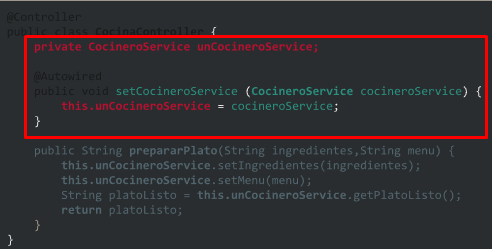 @Controller
public class CocinaController {
private CocineroService unCocineroService;
@Autowired
public void setCocineroService (CocineroService cocineroService) {
this.unCocineroService = cocineroService;
}
public String prepararPlato(String ingredientes,String menu) {
this.unCocineroService.setIngredientes(ingredientes);
this.unCocineroService.setMenu(menu);
String platoListo = this.unCocineroService.getPlatoListo();
return platoListo;
}
}